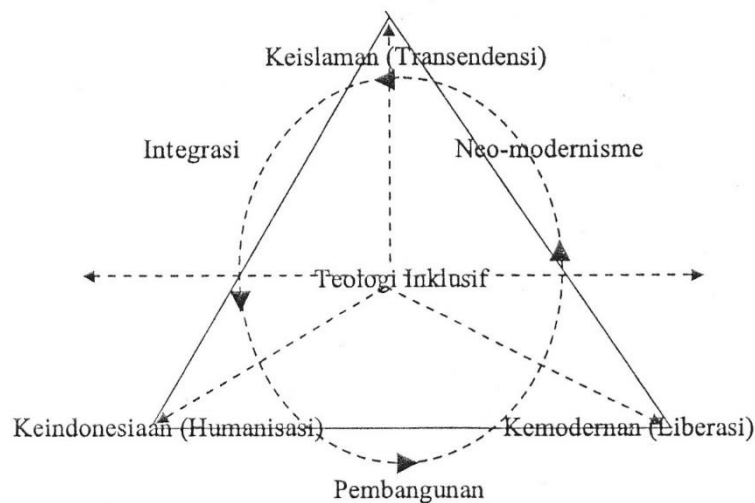 Keislaman (Transendensi)
Integrasi
Neo-modernisme
Teologi Inklusif
Keindonesiaan (Humanisasi)
Kemodernan (Liberasi)
Pembangunan